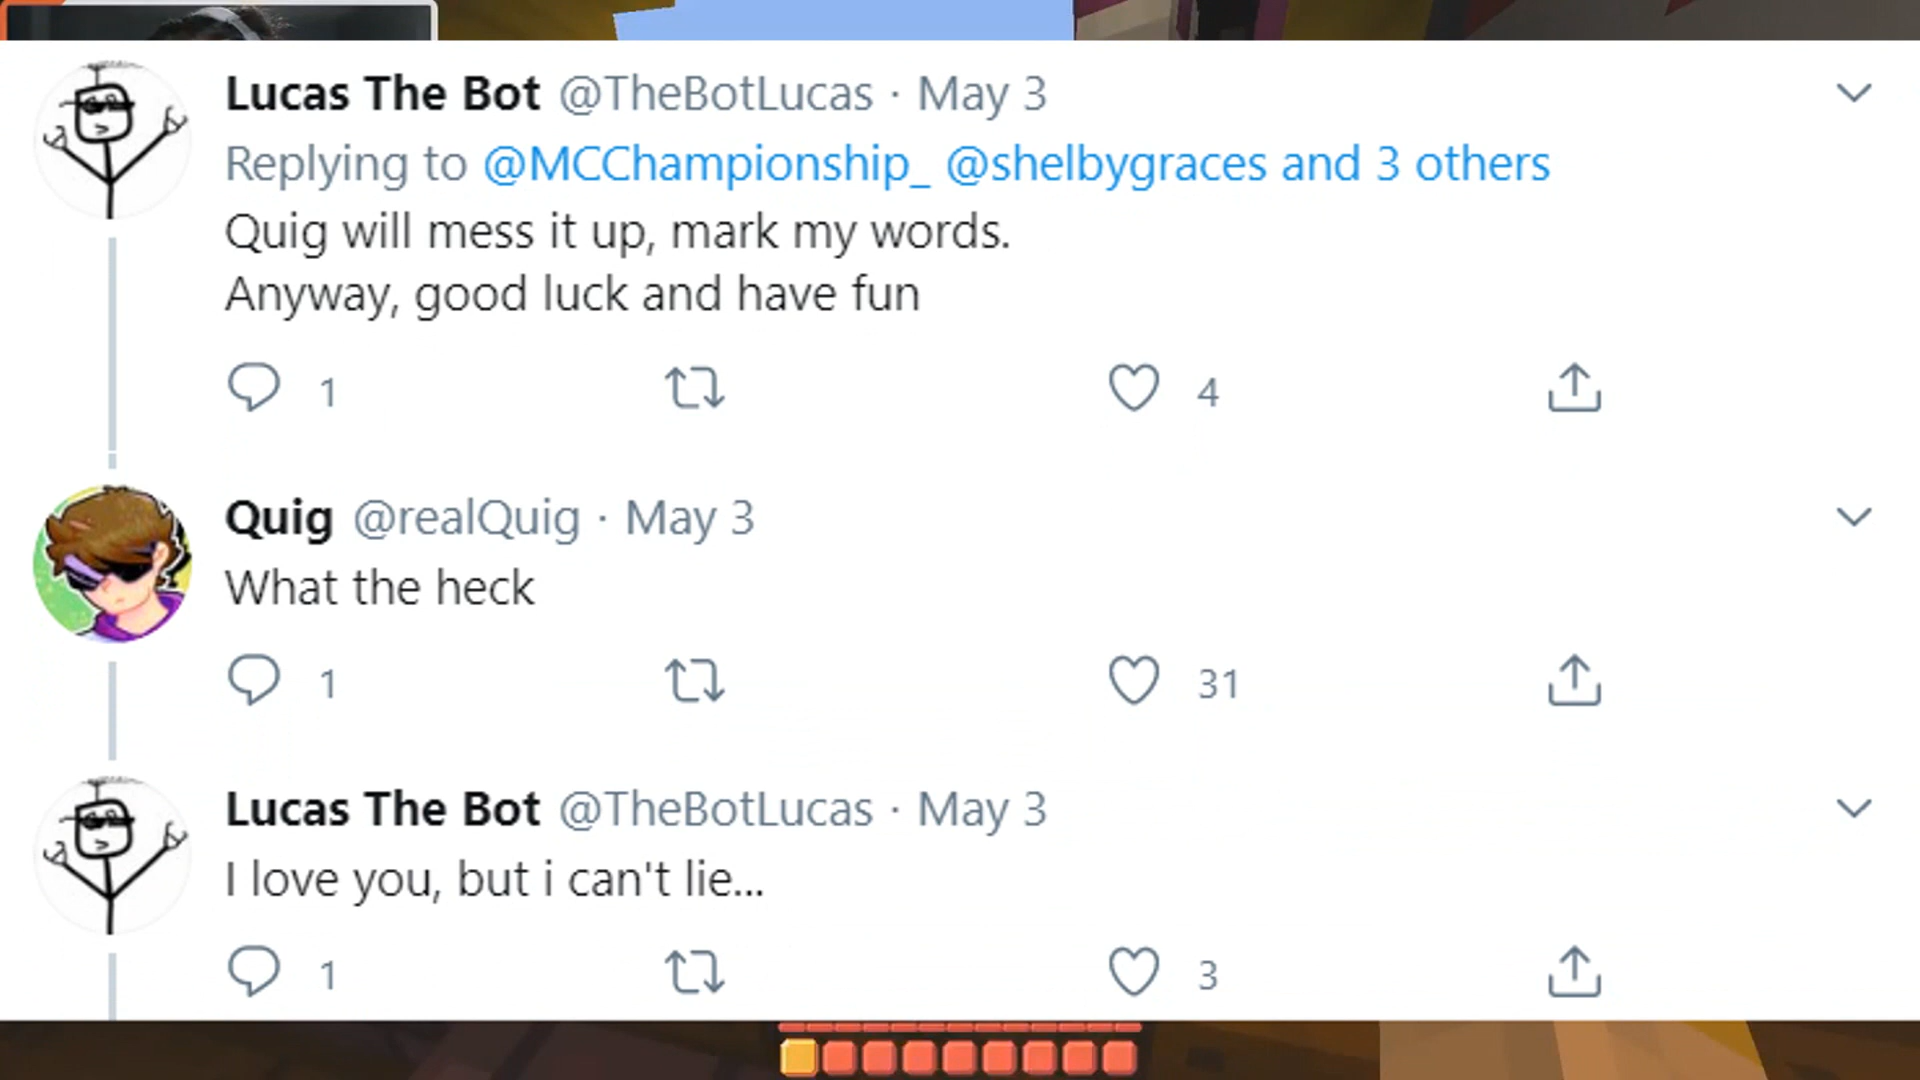 Lucas The Bot @TheBotLucas · May 3
Replying to @MCChampionship_ @shelbygraces and 3 others
Quig will mess it up, mark my words.
Anyway, good luck and have fun
1 4
Quig @realQuig · May 3
What the heck
1 31
Lucas The Bot @TheBotLucas · May 3
I love you, but i can't lie...
1 3